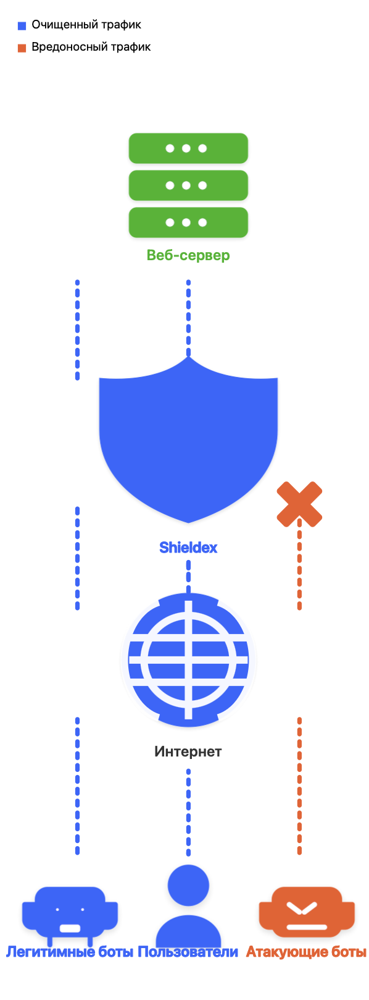 Очищенный трафик
Вредоносный трафик
Веб-сервер
Shieldex
Интернет
Легитимные боты Пользователи Атакующие боты